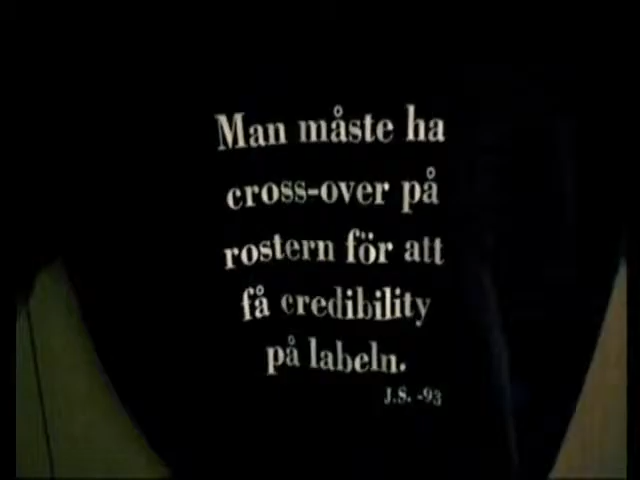 Man måste ha
cross-over på
rostern för att
få credibility
på labeln.
J.S. -93